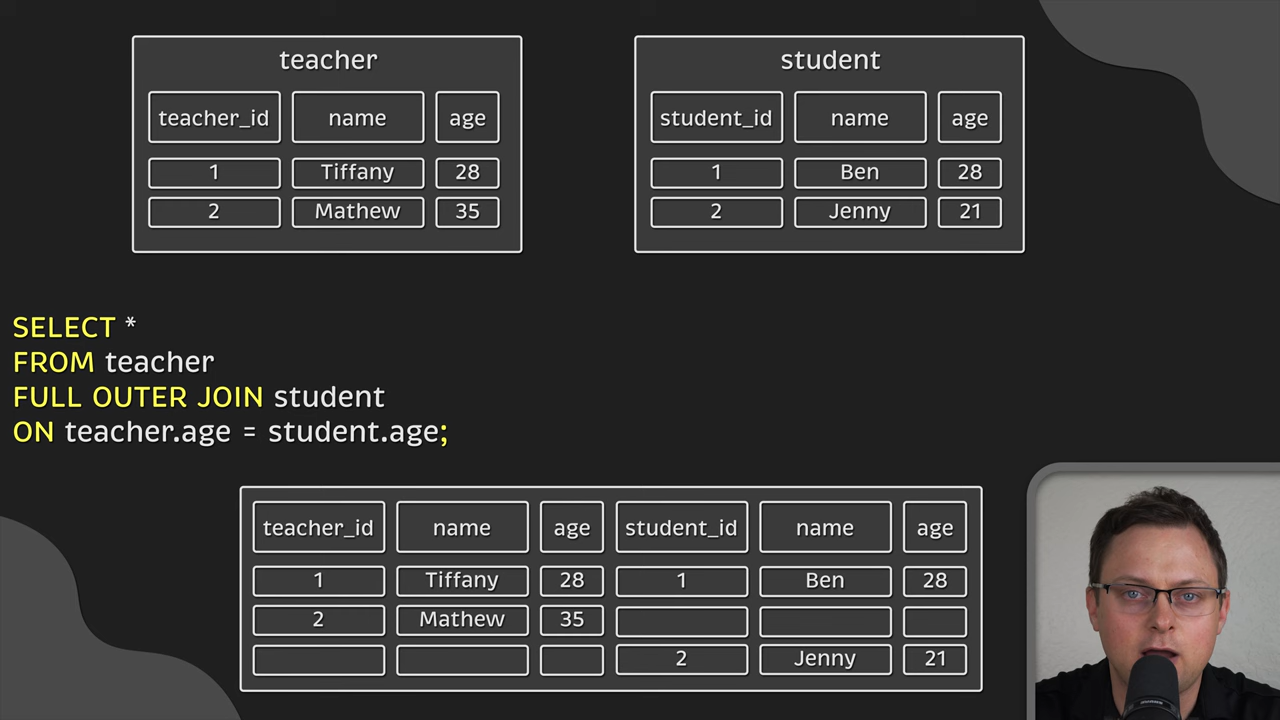 teacher
teacher_id name age
1 Tiffany 28
2 Mathew 35
student
student_id name age
1 Ben 28
2 Jenny 21
SELECT *
FROM teacher
FULL OUTER JOIN student
ON teacher.age = student.age;
teacher_id name age student_id name age
1 Tiffany 28 1 Ben 28
2 Mathew 35
2 Jenny 21